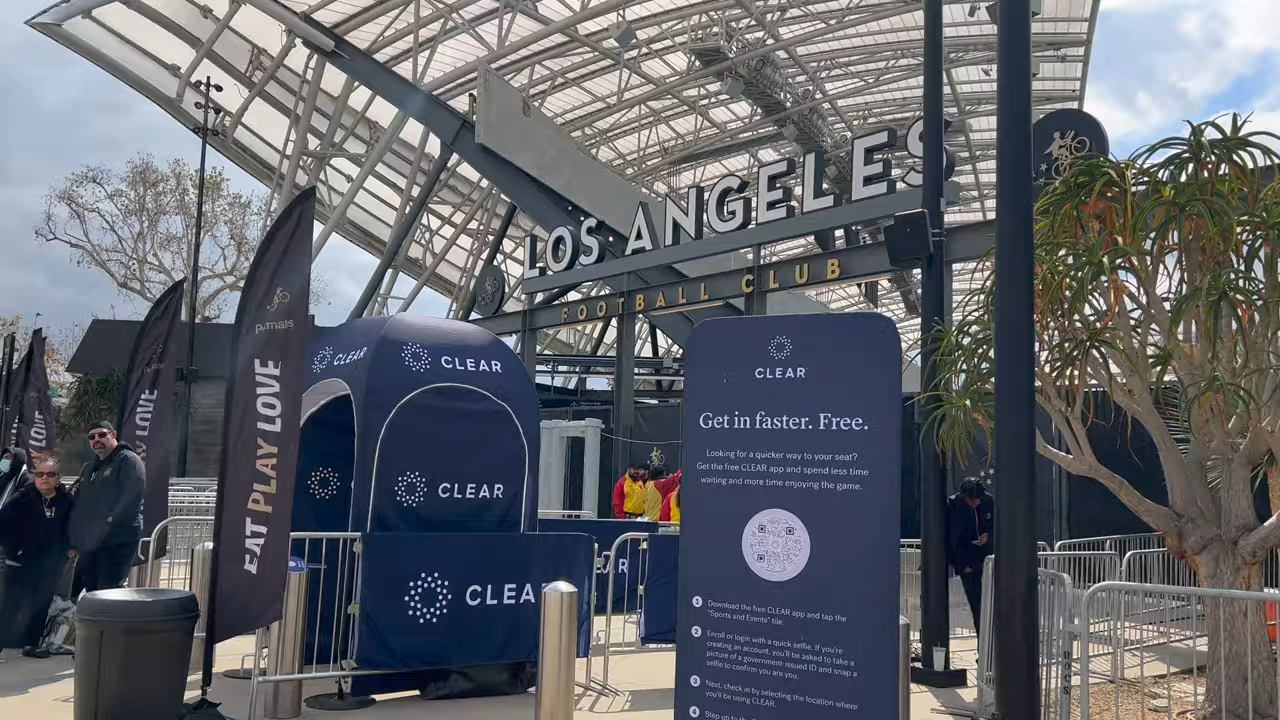 LOS ANGELES
FOOTBALL CLUB
CLEAR
CLEAR
CLEAR
CLEAR
EAT PLAY LOVE
CLEAR
Get in faster. Free.
Looking for a quicker way to your seat?
Get the free CLEAR app and spend less time
waiting and more time enjoying the game.
1 Download the free CLEAR app and tap the
"Sports and Events" tile.
2 Enroll or login with a quick selfie. If you're
creating an account, you'll be asked to take a
picture of a government-issued ID and snap a
selfie to confirm you are you.
3 Next, check in by selecting the location where
you'll be using CLEAR.
4 Step up to the